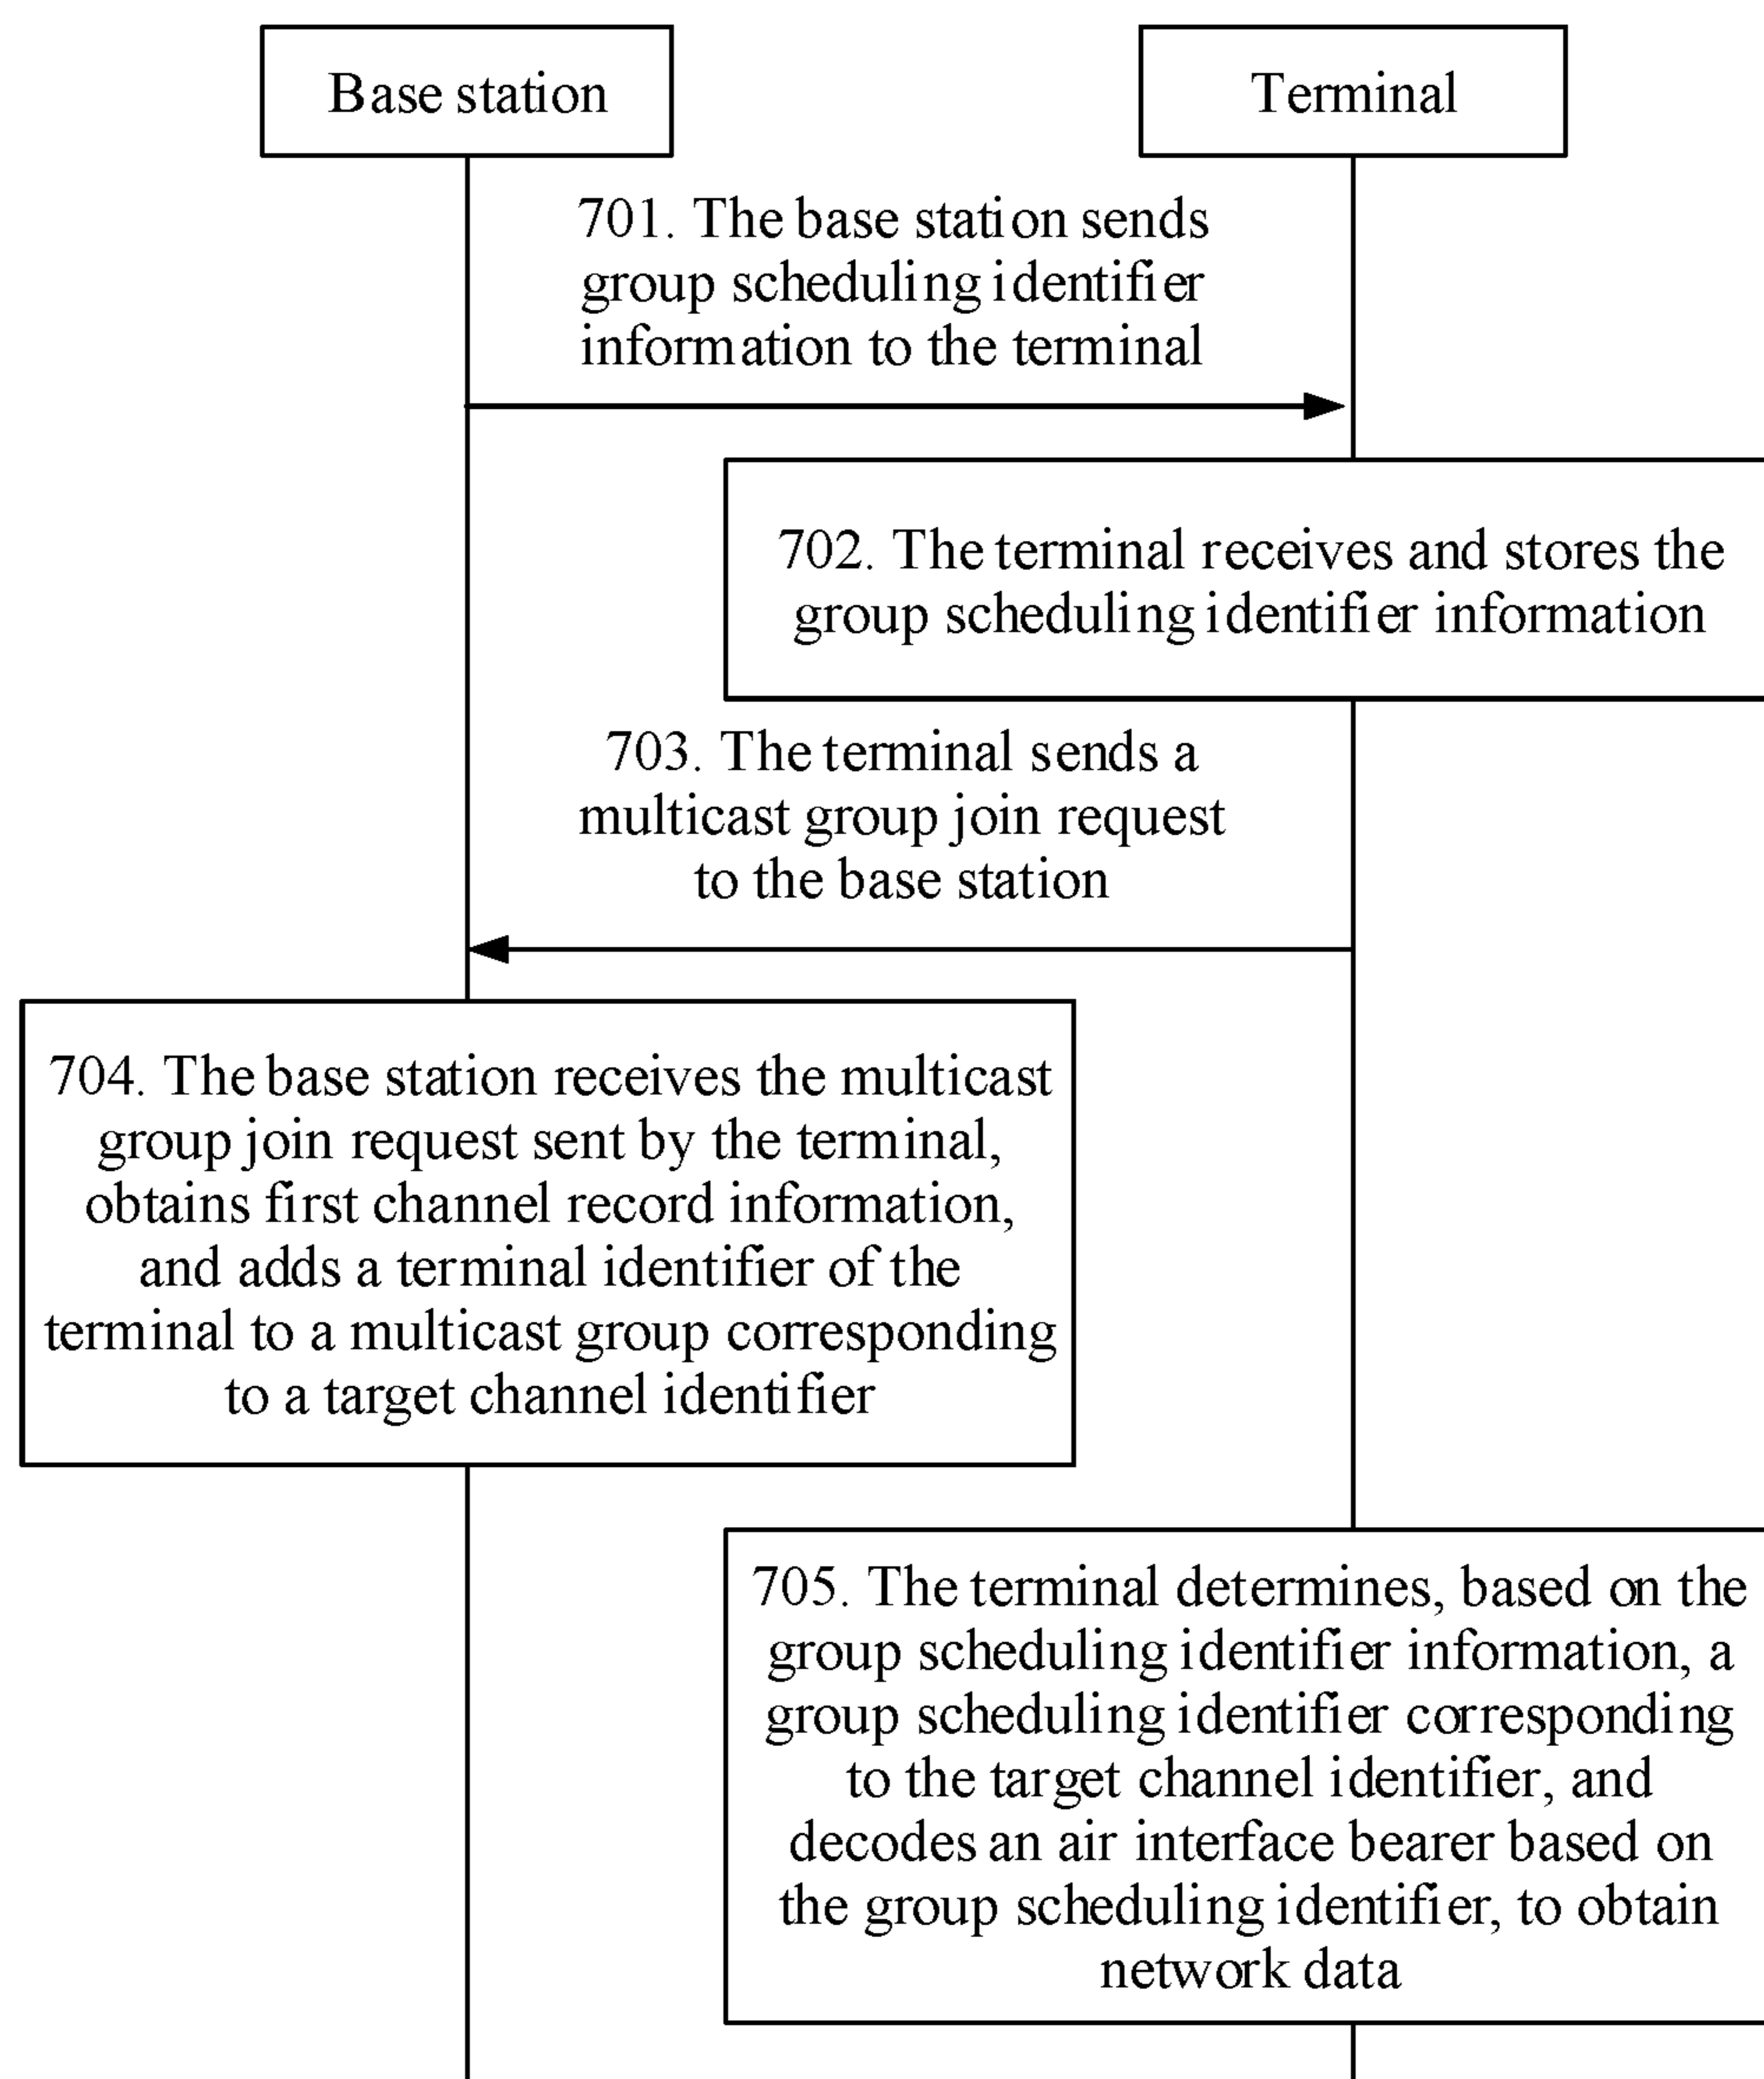 Base station
Terminal
701. The base station sends
group scheduling identifier
information to the terminal
702. The terminal receives and stores the
group scheduling identifier information
703. The terminal sends a
multicast group join request
to the base station
704. The base station receives the multicast
group join request sent by the terminal,
obtains first channel record information,
and adds a terminal identifier of the
terminal to a multicast group corresponding
to a target channel identifier
705. The terminal determines, based on the
group scheduling identifier information, a
group scheduling identifier corresponding
to the target channel identifier, and
decodes an air interface bearer based on
the group scheduling identifier, to obtain
network data